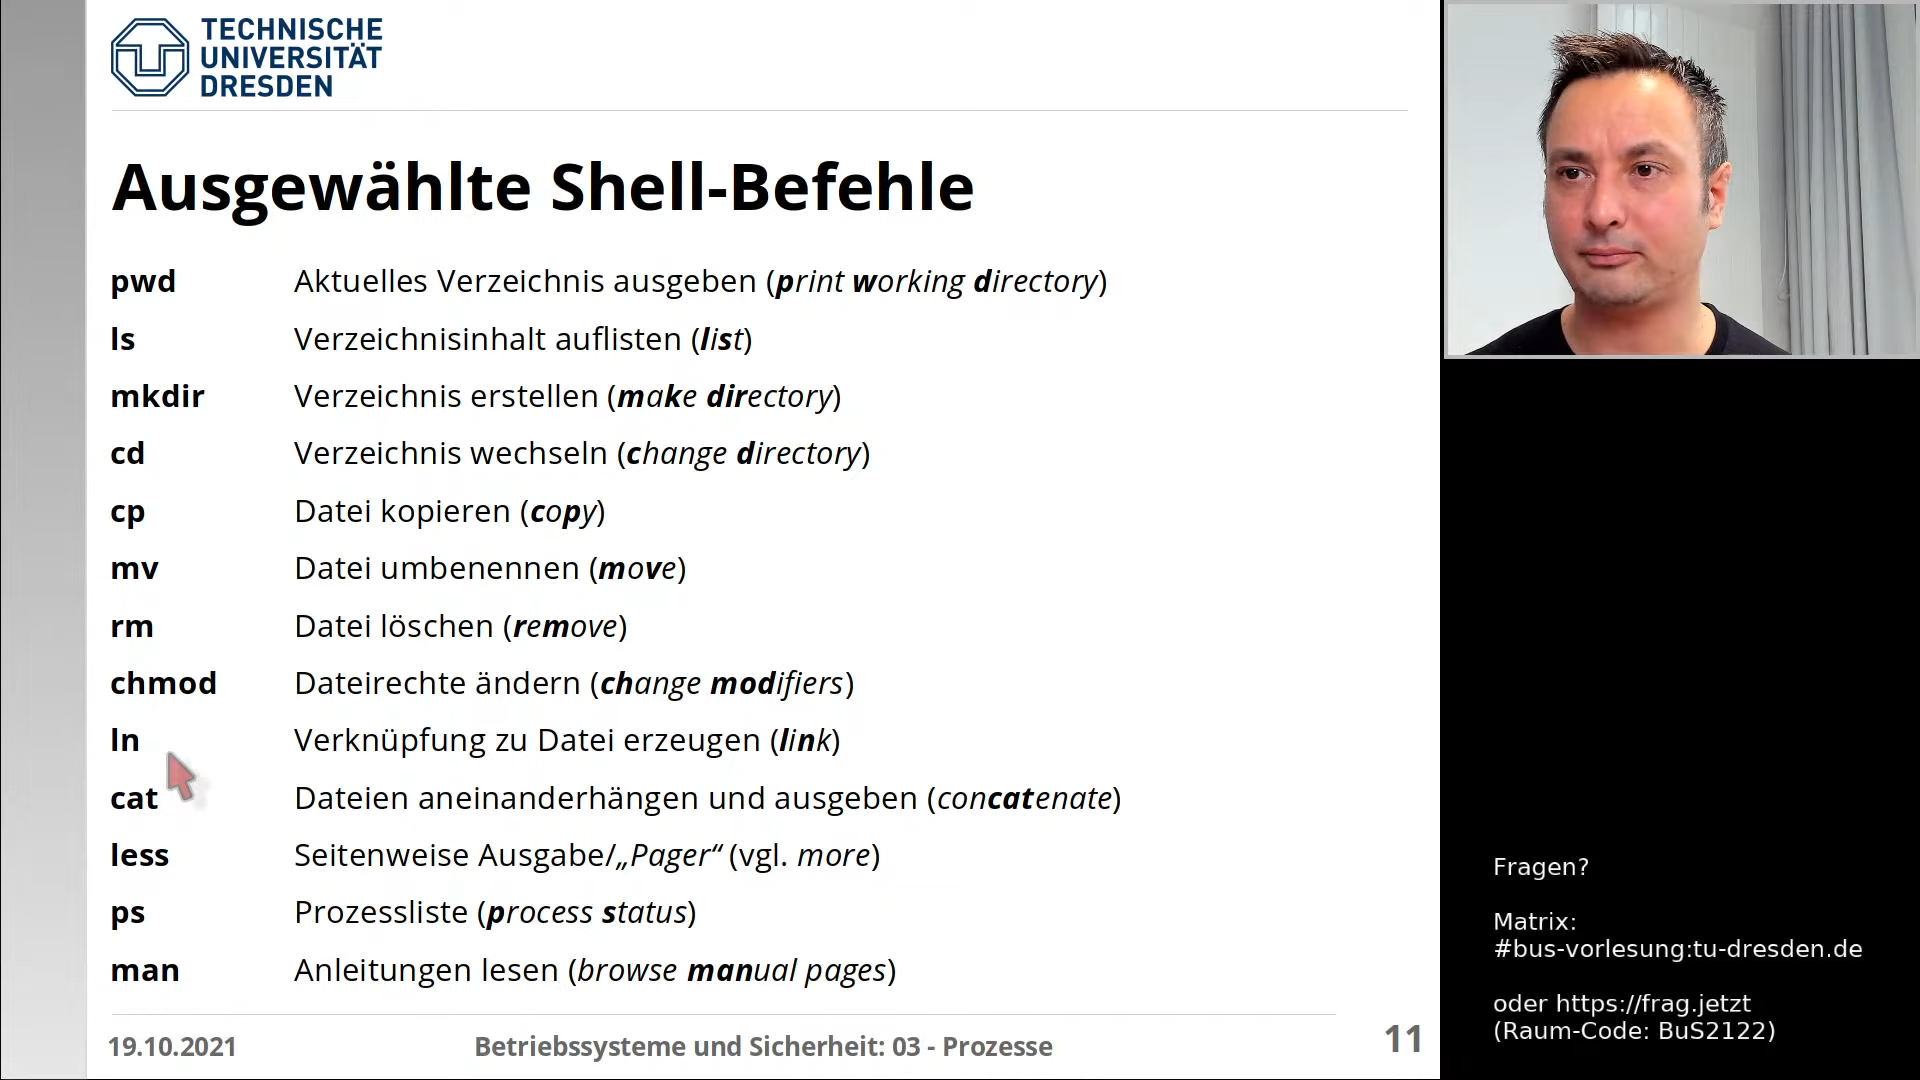 TECHNISCHE
UNIVERSITÄT
DRESDEN
Ausgewählte Shell-Befehle
pwd Aktuelles Verzeichnis ausgeben (print working directory)
ls Verzeichnisinhalt auflisten (list)
mkdir Verzeichnis erstellen (make directory)
cd Verzeichnis wechseln (change directory)
cp Datei kopieren (copy)
mv Datei umbenennen (move)
rm Datei löschen (remove)
chmod Dateirechte ändern (change modifiers)
ln Verknüpfung zu Datei erzeugen (link)
cat Dateien aneinanderhängen und ausgeben (concatenate)
less Seitenweise Ausgabe/„Pager“ (vgl. more)
ps Prozessliste (process status)
man Anleitungen lesen (browse manual pages)
19.10.2021 Betriebssysteme und Sicherheit: 03 - Prozesse 11
Fragen?
Matrix:
#bus-vorlesung:tu-dresden.de
oder https://frag.jetzt
(Raum-Code: BuS2122)